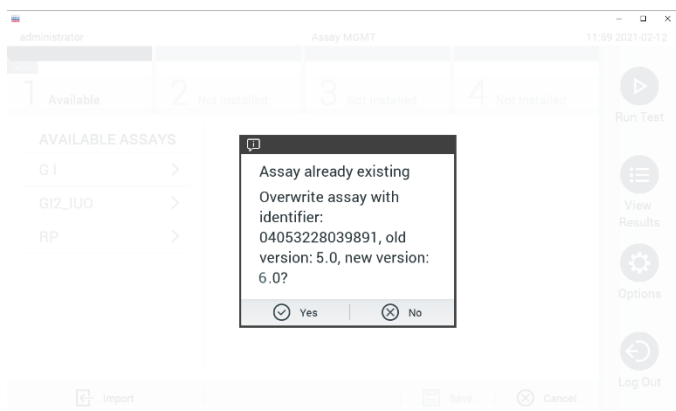 administrator Assay MGMT 11:59 2021-02-12
1 Available 2 Not Installed 3 Not Installed 4 Not Installed
Run Test
AVAILABLE ASSAYS
GI
GI2_IUO
RP
View
Results
Options
Log Out
Assay already existing
Overwrite assay with
identifier:
04053228039891, old
version: 5.0, new version:
6.0?
Yes No
Import Save Cancel